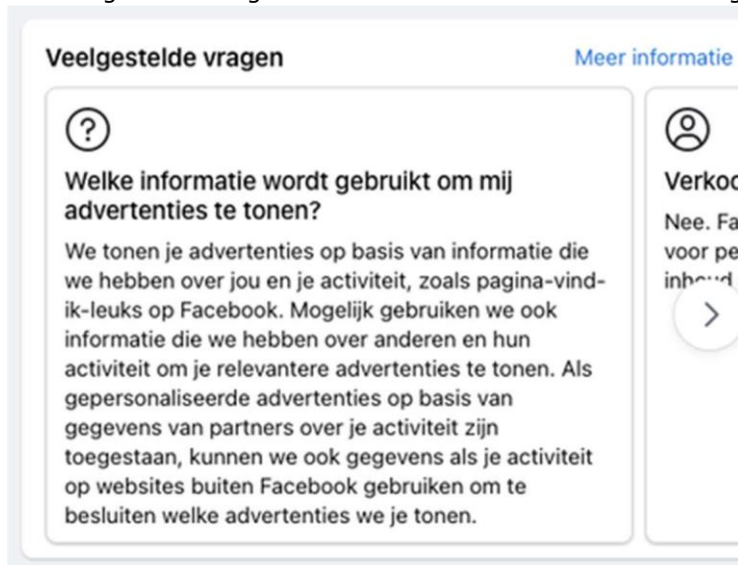 Veelgestelde vragen
Meer informatie
Welke informatie wordt gebruikt om mij
advertenties te tonen?
We tonen je advertenties op basis van informatie die
we hebben over jou en je activiteit, zoals pagina-vind-
ik-leuks op Facebook. Mogelijk gebruiken we ook
informatie die we hebben over anderen en hun
activiteit om je relevantere advertenties te tonen. Als
gepersonaliseerde advertenties op basis van
gegevens van partners over je activiteit zijn
toegestaan, kunnen we ook gegevens als je activiteit
op websites buiten Facebook gebruiken om te
besluiten welke advertenties we je tonen.
Verkoo
Nee. Fa
voor pe